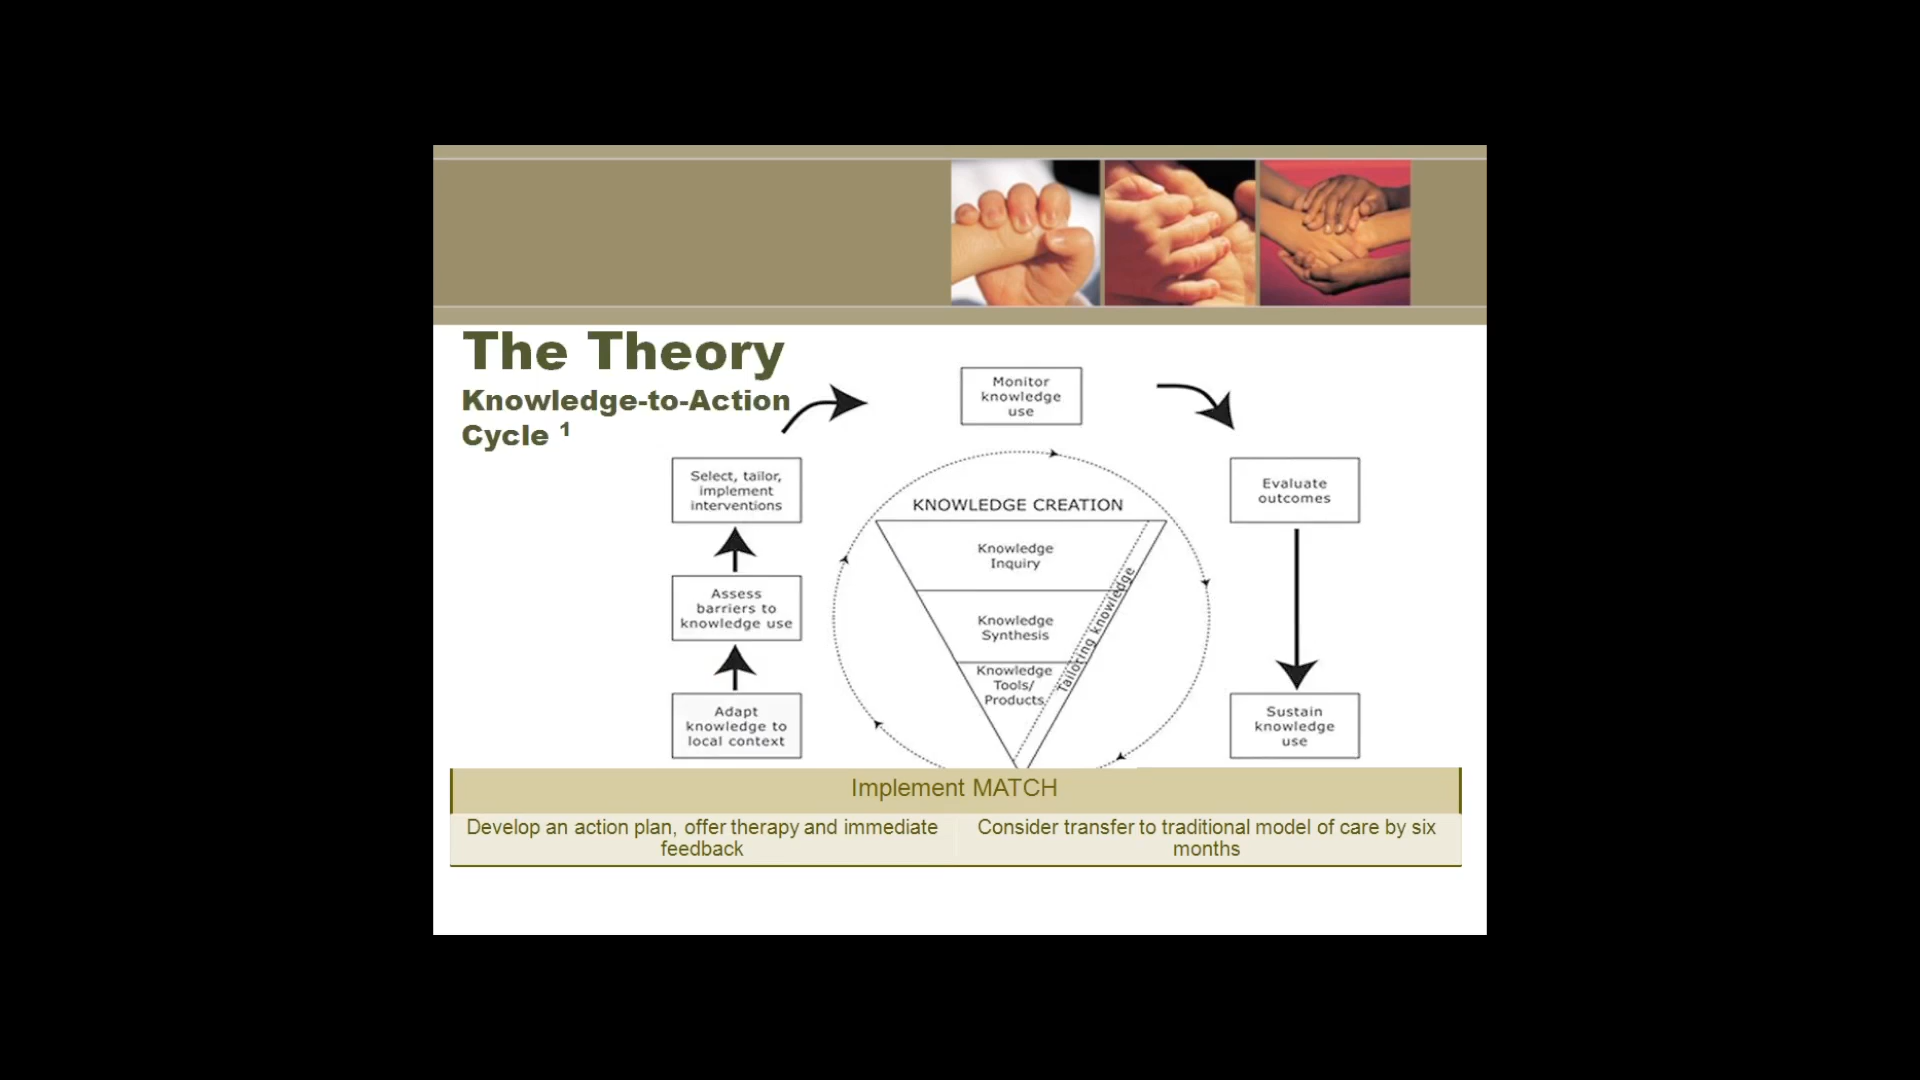 The Theory
Knowledge-to-Action
Cycle 1
Monitor
knowledge
use
Select, tailor,
implement
interventions
Evaluate
outcomes
KNOWLEDGE CREATION
Knowledge
Inquiry
Assess
barriers to
knowledge use
Knowledge
Synthesis
Tailoring knowledge
Knowledge
Tools/
Products
Adapt
knowledge to
local context
Sustain
knowledge
use
Implement MATCH
Develop an action plan, offer therapy and immediate
feedback
Consider transfer to traditional model of care by six
months